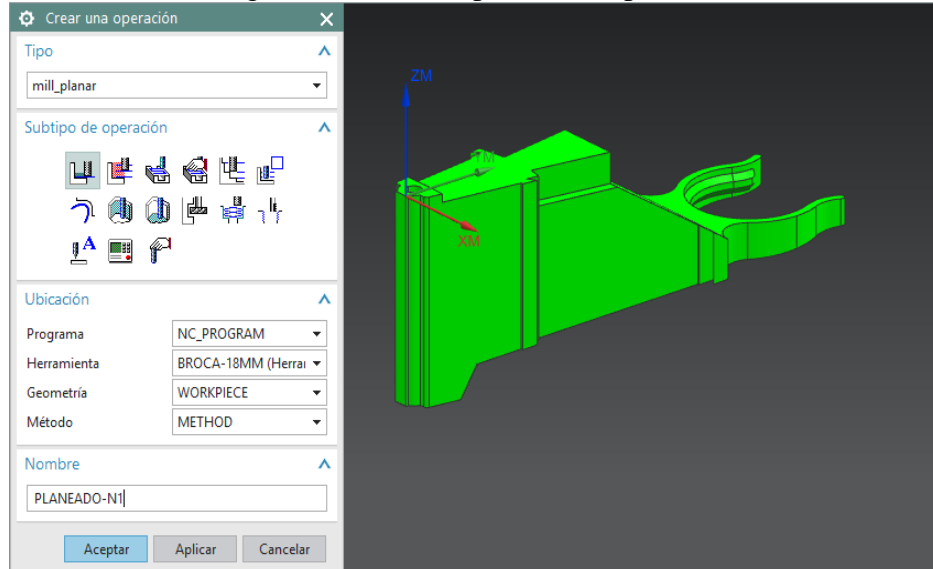 Crear una operación
Tipo
mill_planar
Subtipo de operación
A
Ubicación
Programa NC_PROGRAM
Herramienta BROCA-18MM (Herrar
Geometría WORKPIECE
Método METHOD
Nombre
PLANEADO-N1
Aceptar Aplicar Cancelar
ZM
YM
XM